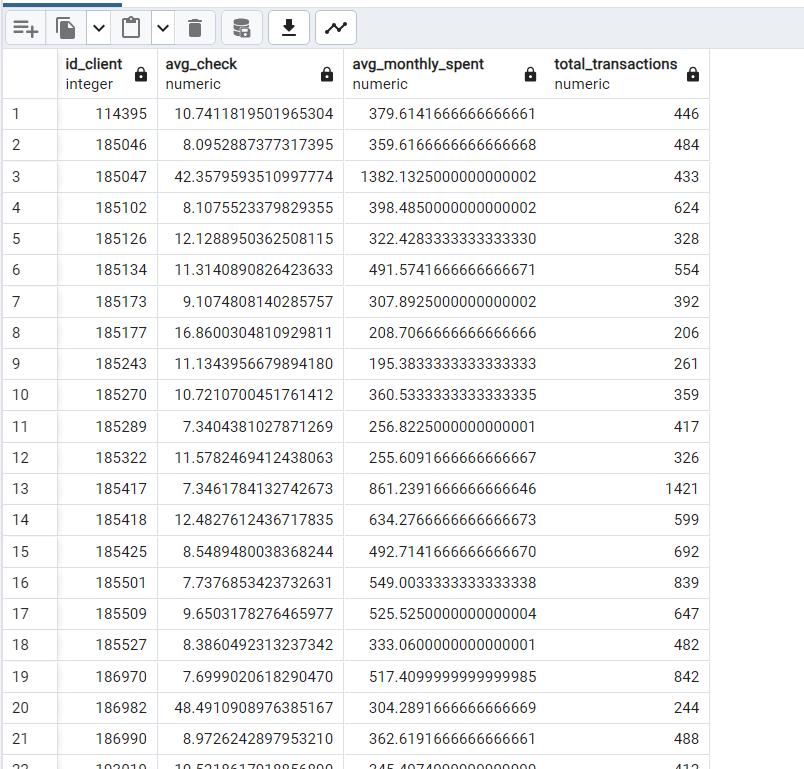 id_client avg_check avg_monthly_spent total_transactions
integer numeric numeric numeric
1 114395 10.7411819501965304 379.6141666666666661 446
2 185046 8.0952887377317395 359.6166666666666668 484
3 185047 42.3579593510997774 1382.1325000000000002 433
4 185102 8.1075523379829355 398.4850000000000002 624
5 185126 12.1288950362508115 322.4283333333333330 328
6 185134 11.3140890826423633 491.5741666666666671 554
7 185173 9.1074808140285757 307.8925000000000002 392
8 185177 16.8600304810929811 208.7066666666666666 206
9 185243 11.1343956679894180 195.3833333333333333 261
10 185270 10.7210700451761412 360.5333333333333335 359
11 185289 7.3404381027871269 256.8225000000000001 417
12 185322 11.5782469412438063 255.6091666666666667 326
13 185417 7.3461784132742673 861.2391666666666646 1421
14 185418 12.4827612436717835 634.2766666666666673 599
15 185425 8.5489480038368244 492.7141666666666670 692
16 185501 7.7376853423732631 549.0033333333333338 839
17 185509 9.6503178276465977 525.5250000000000004 647
18 185527 8.3860492313237342 333.0600000000000001 482
19 186970 7.6999020618290470 517.4099999999999985 842
20 186982 48.4910908976385167 304.2891666666666669 244
21 186990 8.9726242897953210 362.6191666666666661 488